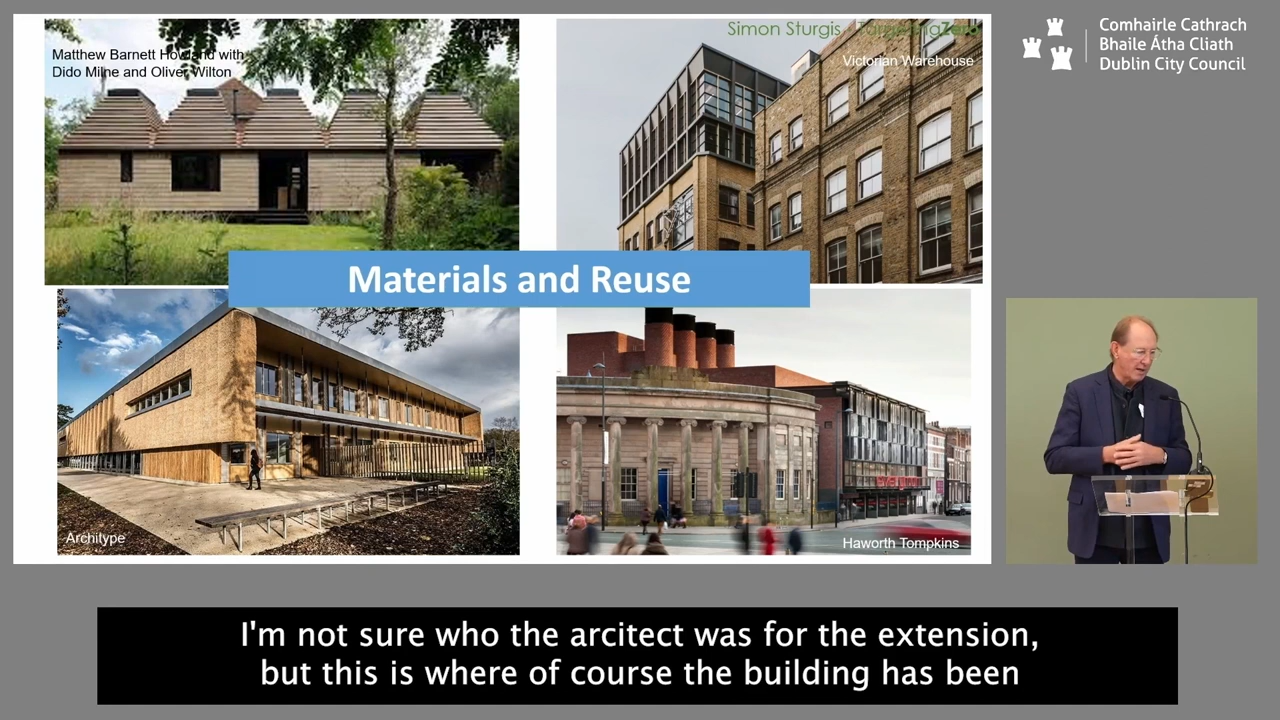 Matthew Barnett Howland with
Dido Milne and Oliver Wilton
Simon Sturgis
Victorian Warehouse
Comhairle Cathrach
Bhaile Átha Cliath
Dublin City Council
Materials and Reuse
Architype
Haworth Tompkins
I'm not sure who the arcitect was for the extension,
but this is where of course the building has been